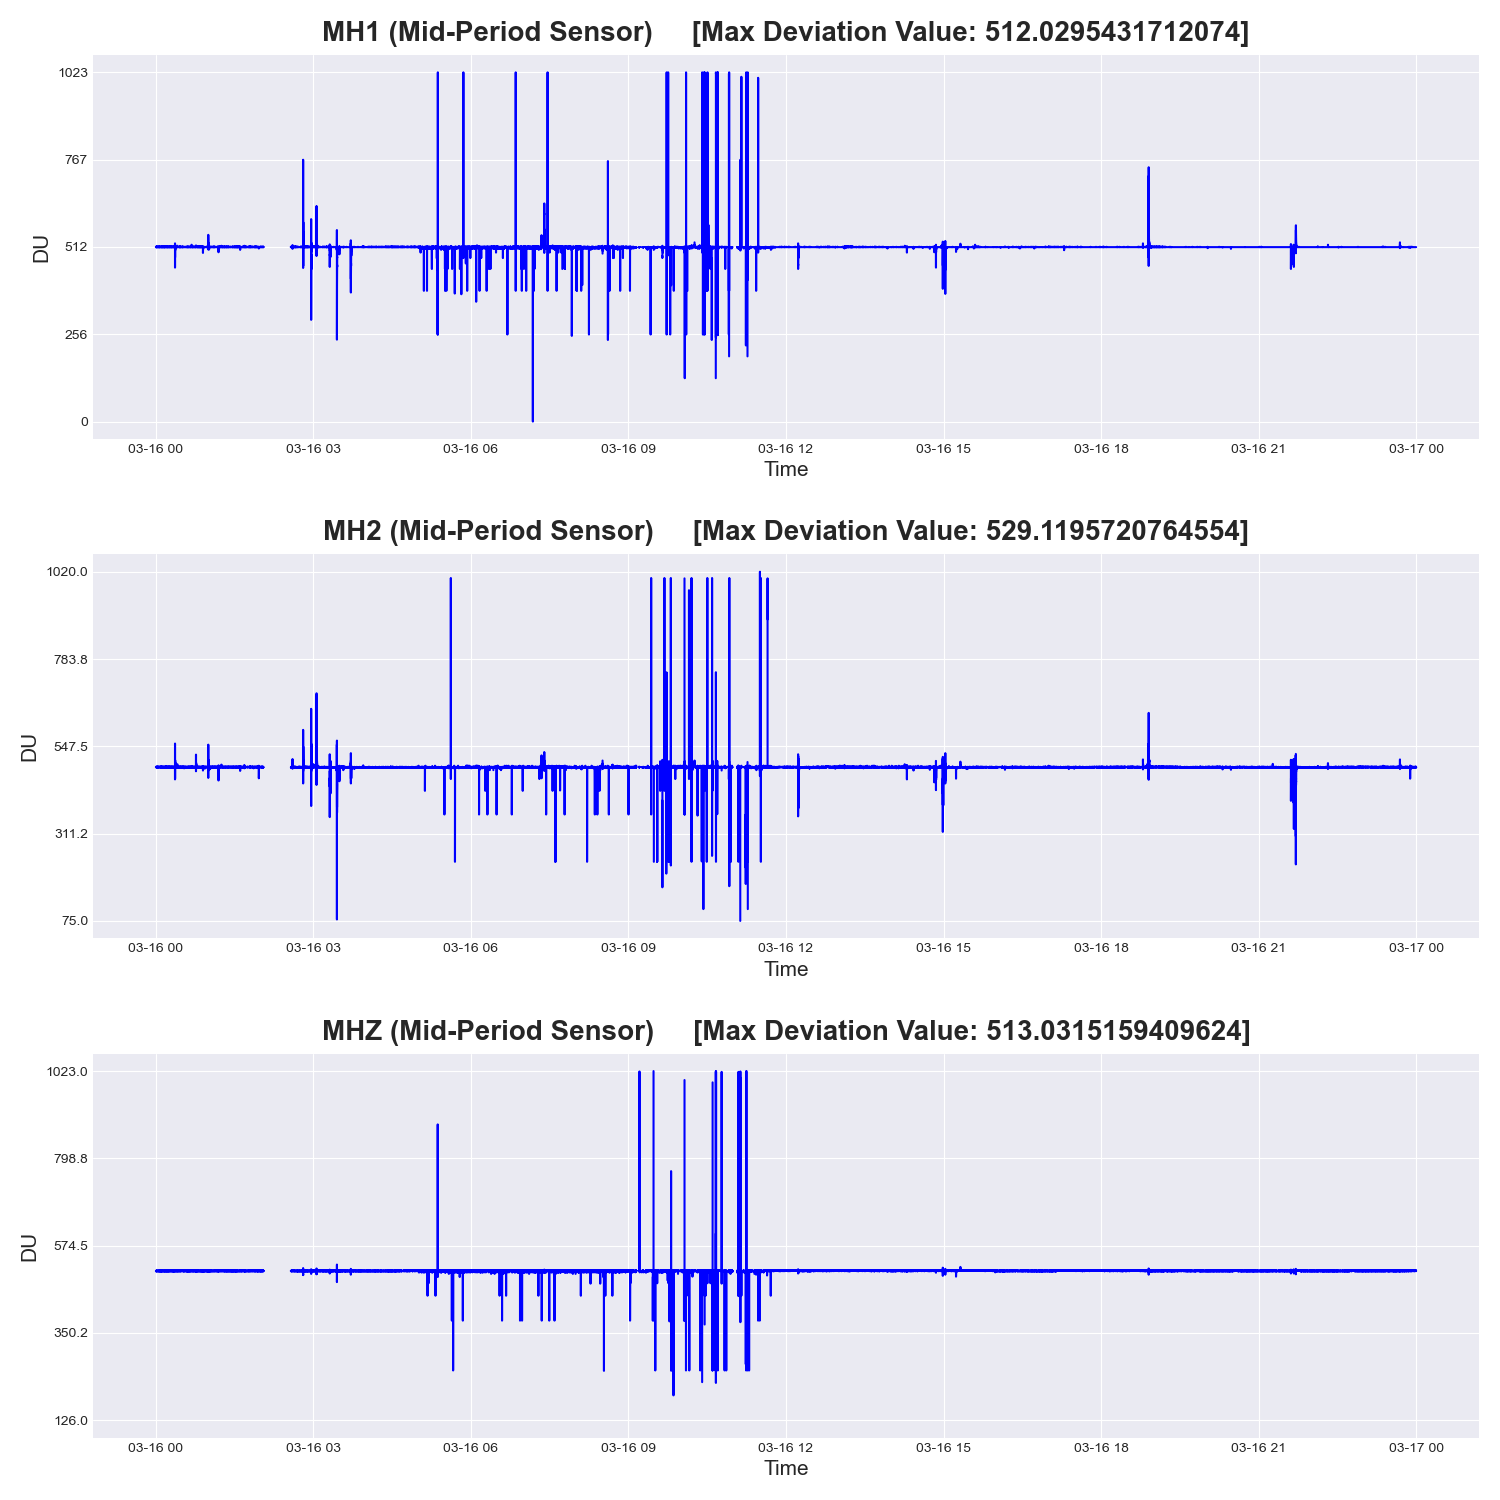 MH1 (Mid-Period Sensor) [Max Deviation Value: 512.0295431712074]
1023
767
512
256
0
DU
03-16 00 03-16 03 03-16 06 03-16 09 03-16 12 03-16 15 03-16 18 03-16 21 03-17 00
Time
MH2 (Mid-Period Sensor) [Max Deviation Value: 529.1195720764554]
1020.0
783.8
547.5
311.2
75.0
DU
03-16 00 03-16 03 03-16 06 03-16 09 03-16 12 03-16 15 03-16 18 03-16 21 03-17 00
Time
MHZ (Mid-Period Sensor) [Max Deviation Value: 513.0315159409624]
1023.0
798.8
574.5
350.2
126.0
DU
03-16 00 03-16 03 03-16 06 03-16 09 03-16 12 03-16 15 03-16 18 03-16 21 03-17 00
Time